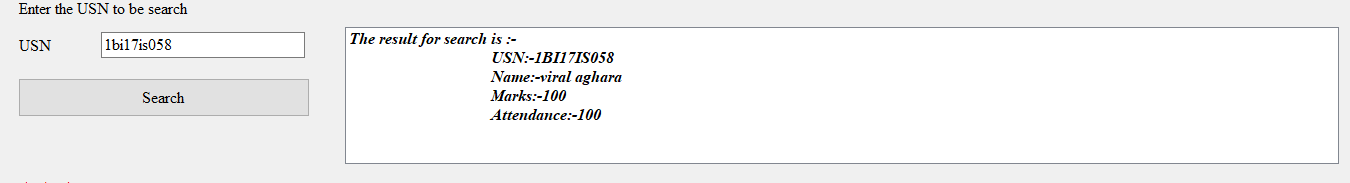 Enter the USN to be search
USN
1bi17is058
Search
The result for search is :-
USN:-1BI17IS058
Name:-viral aghara
Marks:-100
Attendance:-100